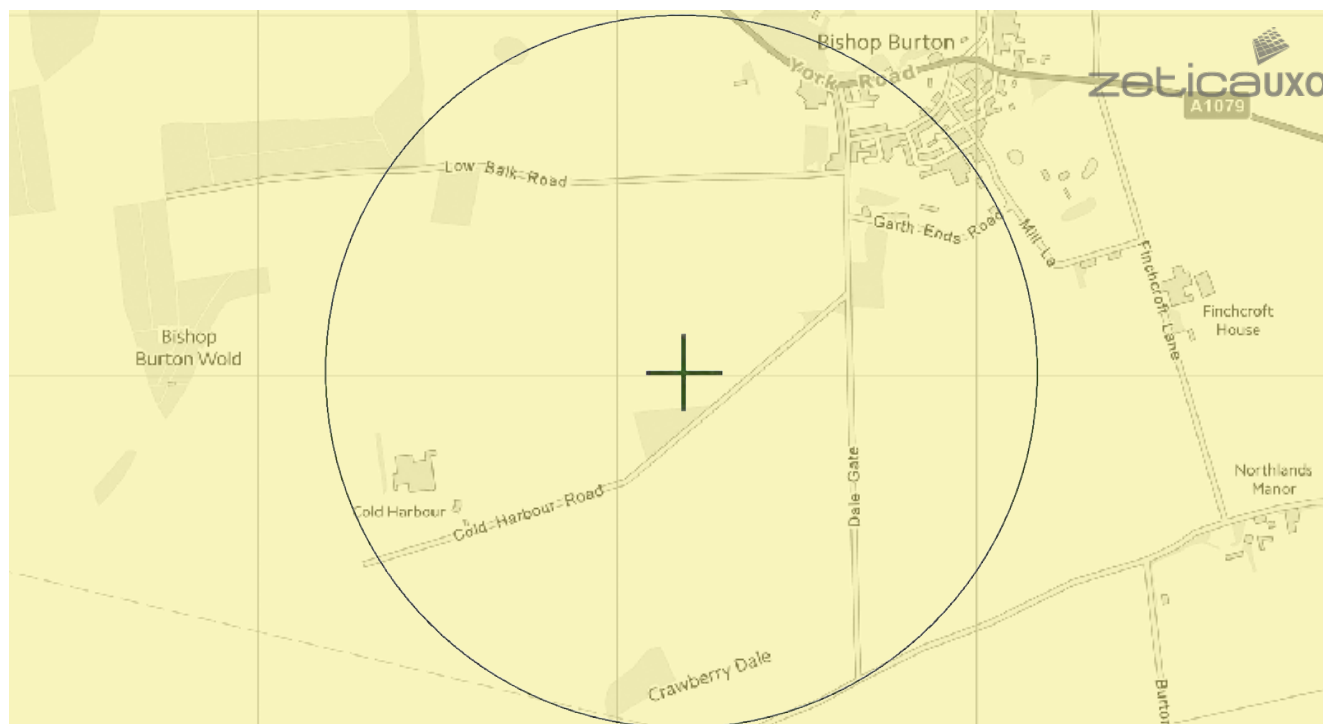 Bishop Burton
York Road
zeticauxo
A1079
Low Balk Road
Garth Ends Road
Mill La
Finchcroft Lane
Finchcroft
House
Bishop
Burton Wold
Dale Gate
Northlands
Manor
Cold Harbour
Cold Harbour Road
Crawberry Dale
Burton